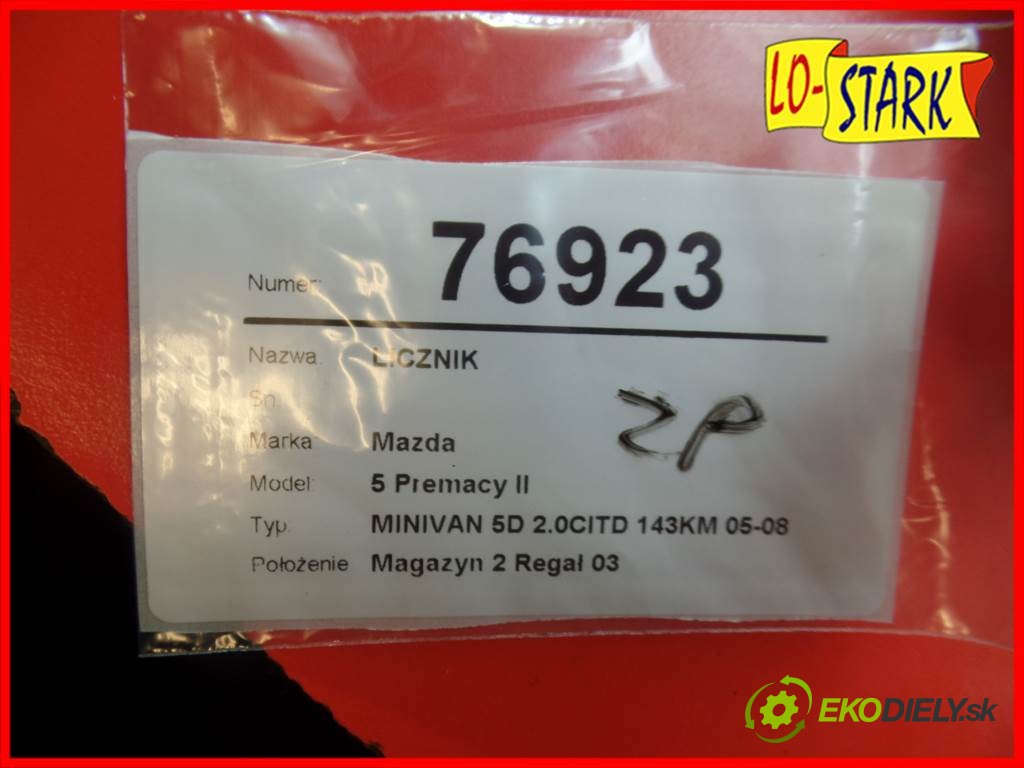 LO-STARK
Numer: 76923
Nazwa: LICZNIK
Sn:
Marka: Mazda
ZP
Model: 5 Premacy II
Typ: MINIVAN 5D 2.0CITD 143KM 05-08
Położenie Magazyn 2 Regał 03
EKODIELY.sk